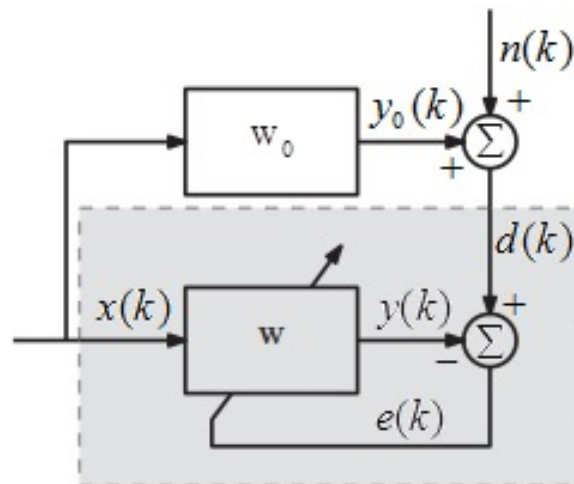 n(k)
+
w₀
y₀(k)
+
Σ
d(k)
x(k)
w
y(k)
+
−
Σ
e(k)